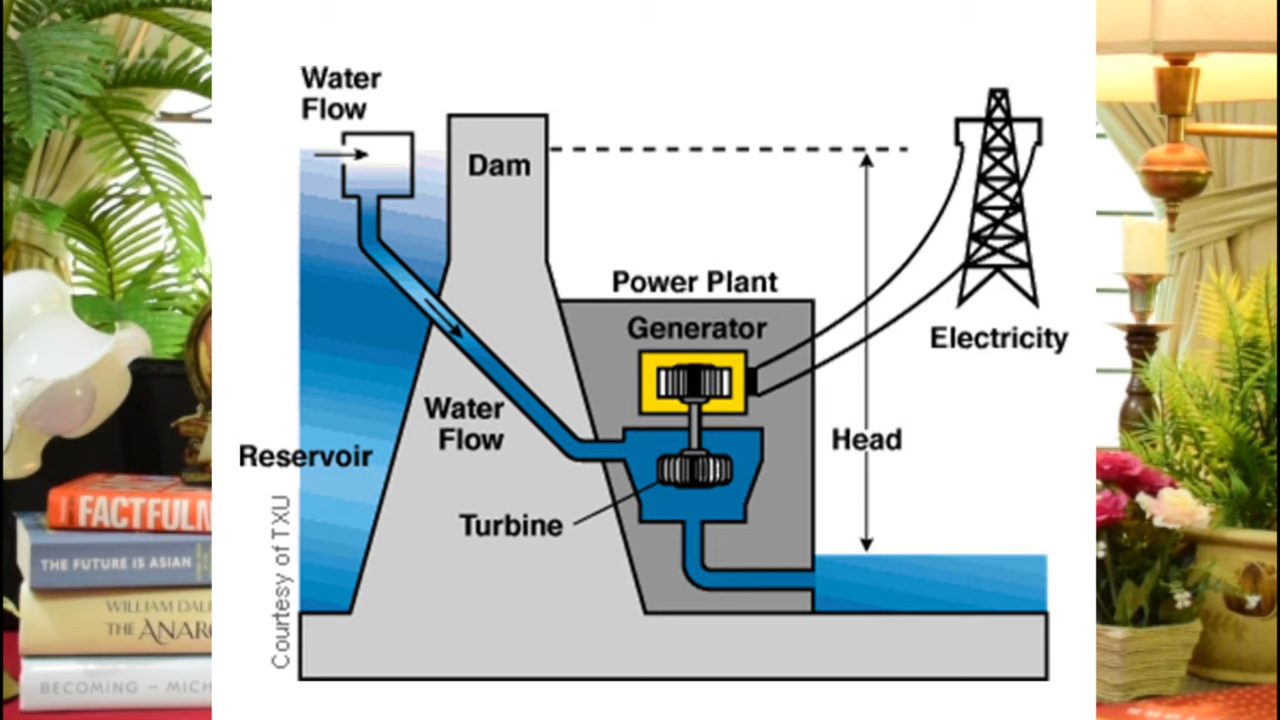 Water
Flow
Dam
Power Plant
Generator
Electricity
Water
Flow
Head
Reservoir
Turbine
Courtesy of TXU
FACTFULN
THE FUTURE IS ASIAN
WILLIAM DAL
THE ANAR
BECOMING – MICH